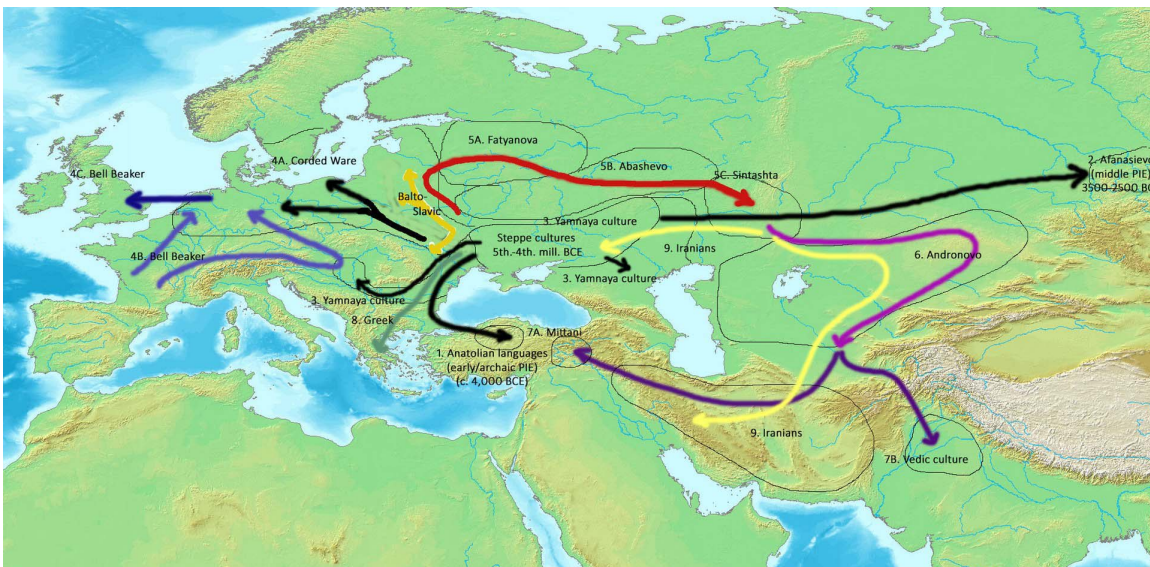 5A. Fatyanova
4A. Corded Ware
5B. Abashevo
2. Afanasievo
4C. Bell Beaker
5C. Sintashta
(middle PIE)
3500-2500 BC
Balto-
Slavic
3. Yamnaya culture
Steppe cultures
5th.-4th. mill. BCE
9. Iranians
4B. Bell Beaker
6. Andronovo
3. Yamnaya culture
3. Yamnaya culture
8. Greek
7A. Mittani
1. Anatolian languages
(early/archaic PIE)
(c. 4,000 BCE)
9. Iranians
7B. Vedic culture